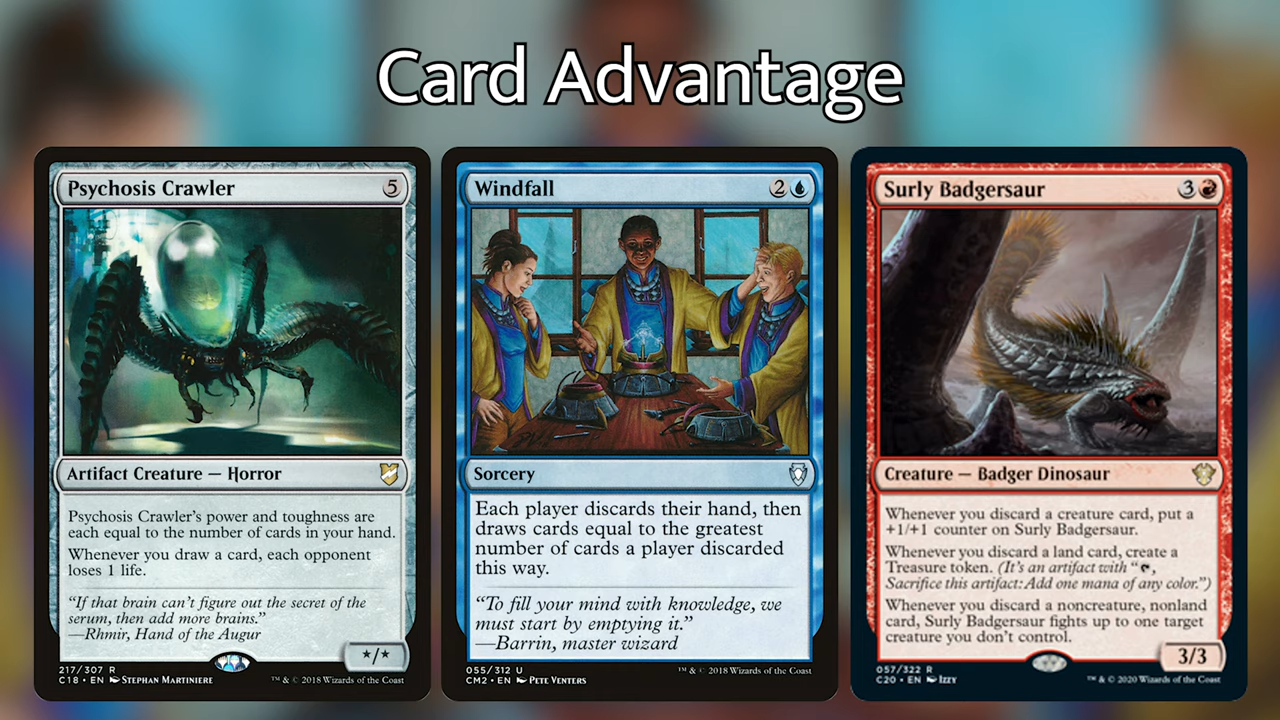 Card Advantage
Psychosis Crawler 5
Artifact Creature — Horror
Psychosis Crawler's power and toughness are
each equal to the number of cards in your hand.
Whenever you draw a card, each opponent
loses 1 life.
"If that brain can't figure out the secret of the
serum, then add more brains."
—Rhmir, Hand of the Augur
*/*
217/307 R
C18 • EN Stephan Martiniere
™ & © 2018 Wizards of the Coast
Windfall 2
Sorcery
Each player discards their hand, then
draws cards equal to the greatest
number of cards a player discarded
this way.
"To fill your mind with knowledge, we
must start by emptying it."
—Barrin, master wizard
055/312 U
CM2 • EN Pete Venters
™ & © 2018 Wizards of the Coast
Surly Badgersaur 3
Creature — Badger Dinosaur
Whenever you discard a creature card, put a
+1/+1 counter on Surly Badgersaur.
Whenever you discard a land card, create a
Treasure token. (It's an artifact with ",
Sacrifice this artifact: Add one mana of any color.")
Whenever you discard a noncreature, nonland
card, Surly Badgersaur fights up to one target
creature you don't control.
3/3
057/322 R
C20 • EN Izzy
™ & © 2020 Wizards of the Coast